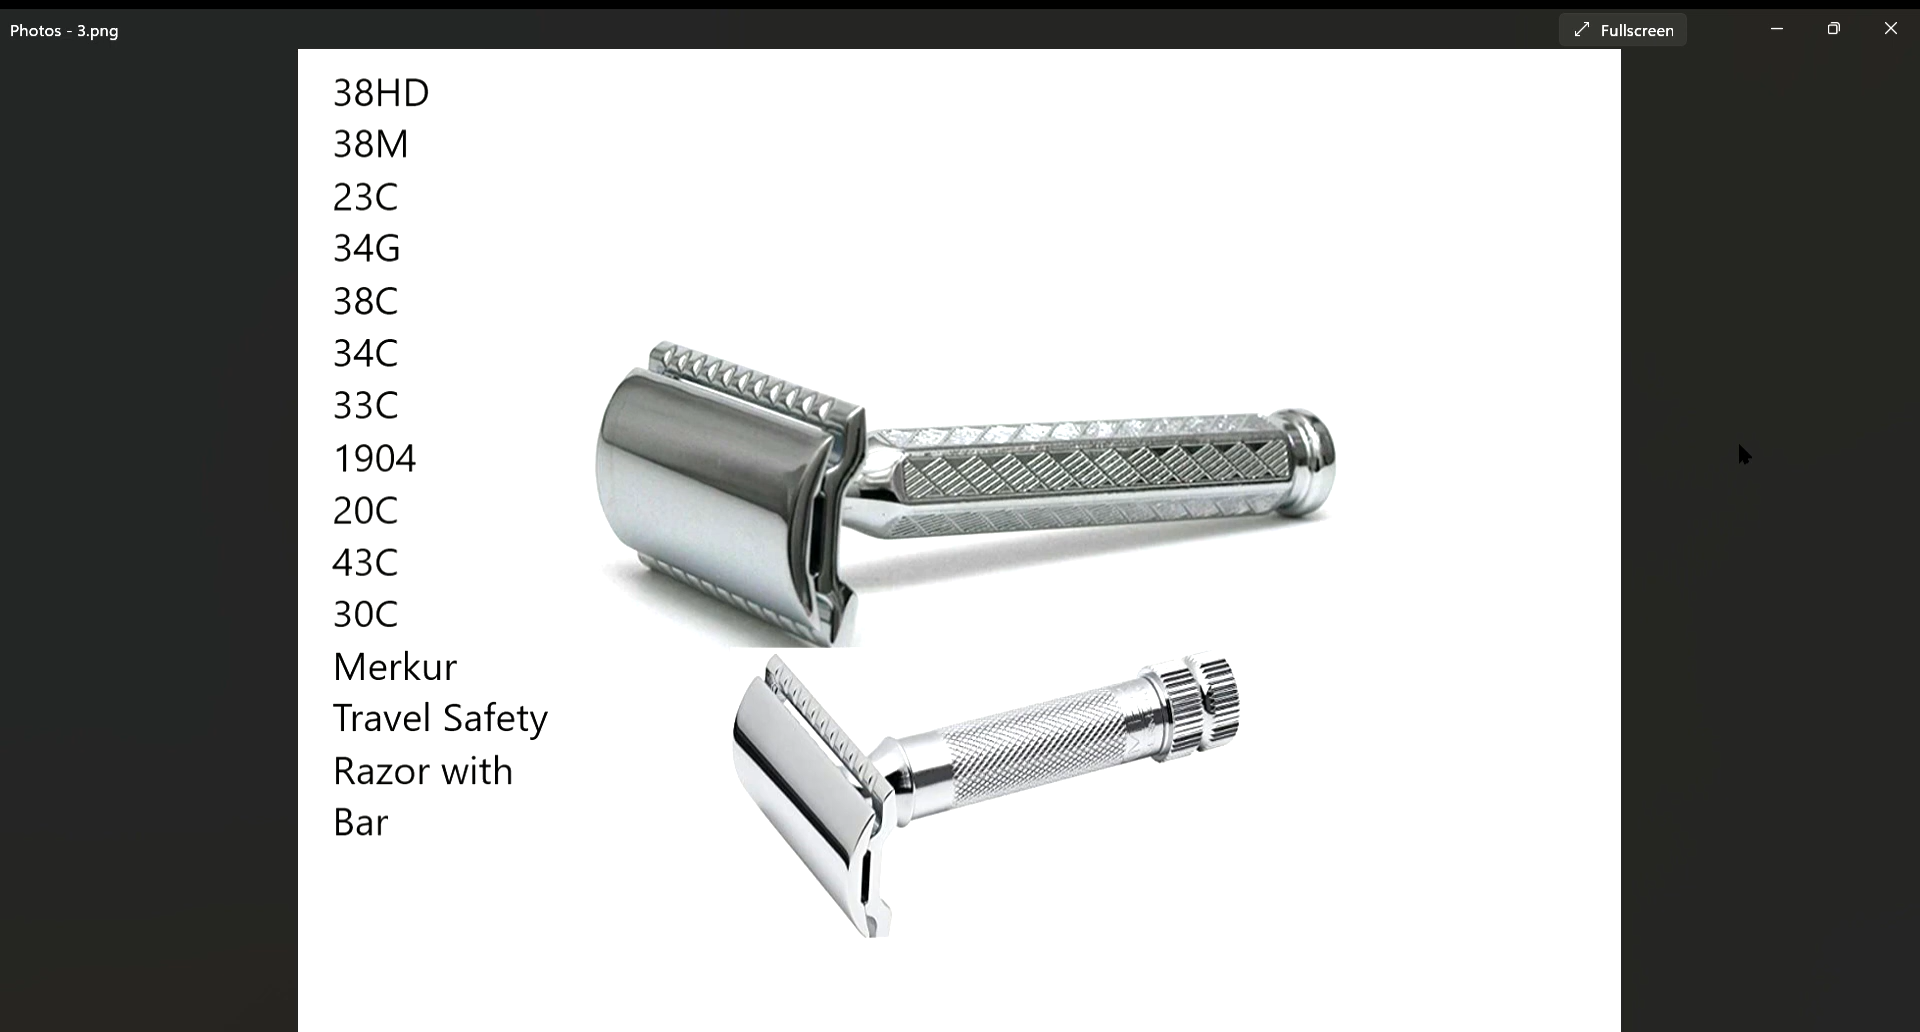 Photos - 3.png
Fullscreen
38HD
38M
23C
34G
38C
34C
33C
1904
20C
43C
30C
Merkur
Travel Safety
Razor with
Bar